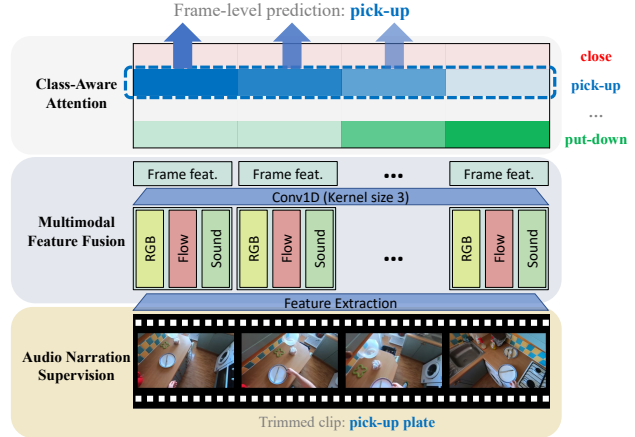 Frame-level prediction: pick-up
Class-Aware
Attention
close
pick-up
...
put-down
Frame feat. Frame feat. ... Frame feat.
Conv1D (Kernel size 3)
Multimodal
Feature Fusion
RGB Flow Sound RGB Flow Sound ... RGB Flow Sound
Feature Extraction
Audio Narration
Supervision
Trimmed clip: pick-up plate